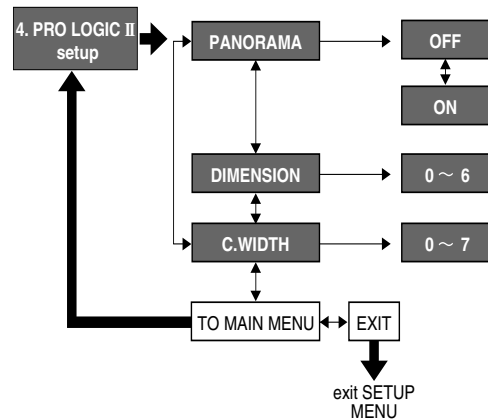 4. PRO LOGIC II
setup
PANORAMA
OFF
ON
DIMENSION
0 ~ 6
C.WIDTH
0 ~ 7
TO MAIN MENU
EXIT
exit SETUP
MENU